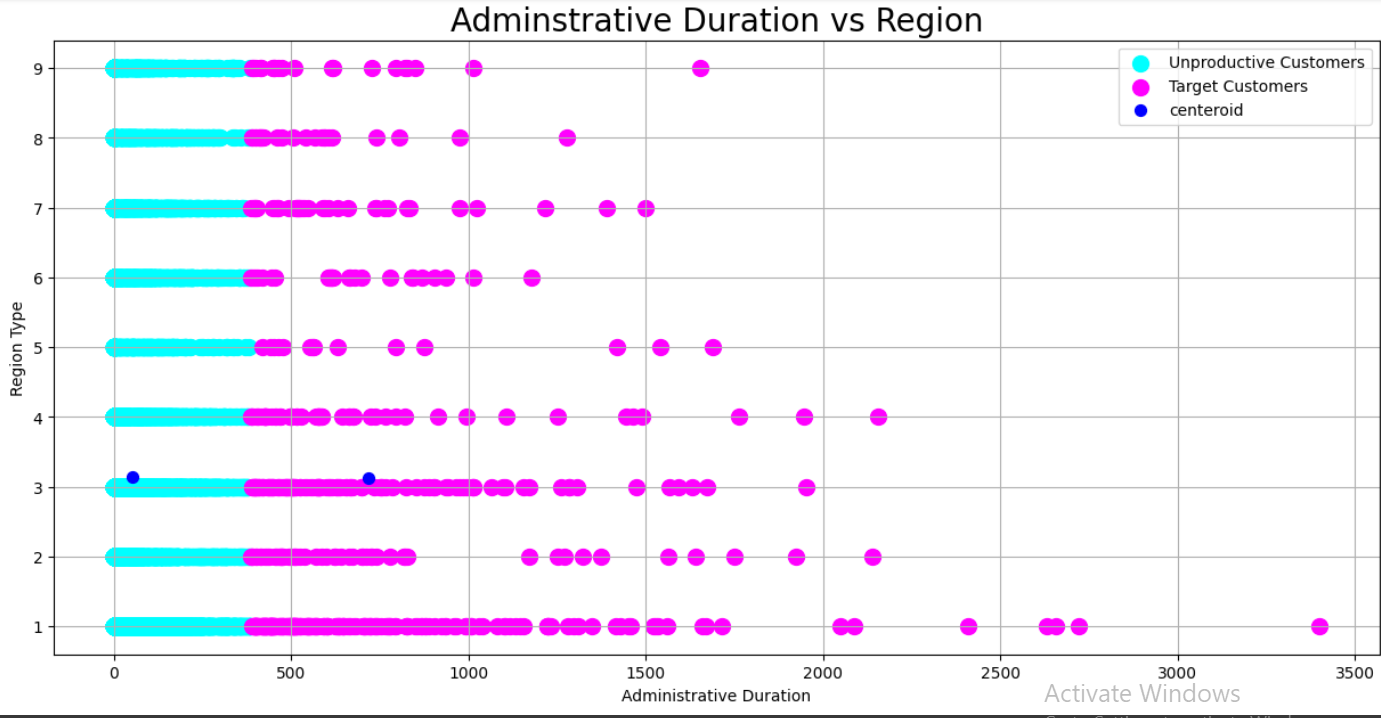 Adminstrative Duration vs Region
Unproductive Customers
Target Customers
centeroid
Region Type
9
8
7
6
5
4
3
2
1
0 500 1000 1500 2000 2500 3000 3500
Administrative Duration
Activate Windows